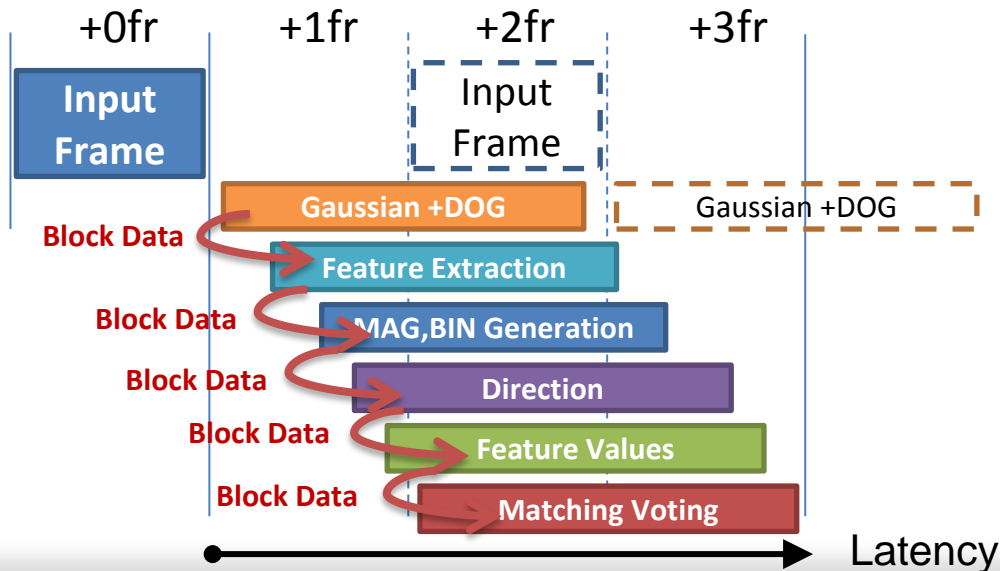 +0fr +1fr +2fr +3fr
Input
Frame
Input
Frame
Gaussian +DOG
Gaussian +DOG
Block Data
Feature Extraction
Block Data
MAG,BIN Generation
Block Data
Direction
Block Data
Feature Values
Block Data
Matching Voting
Latency